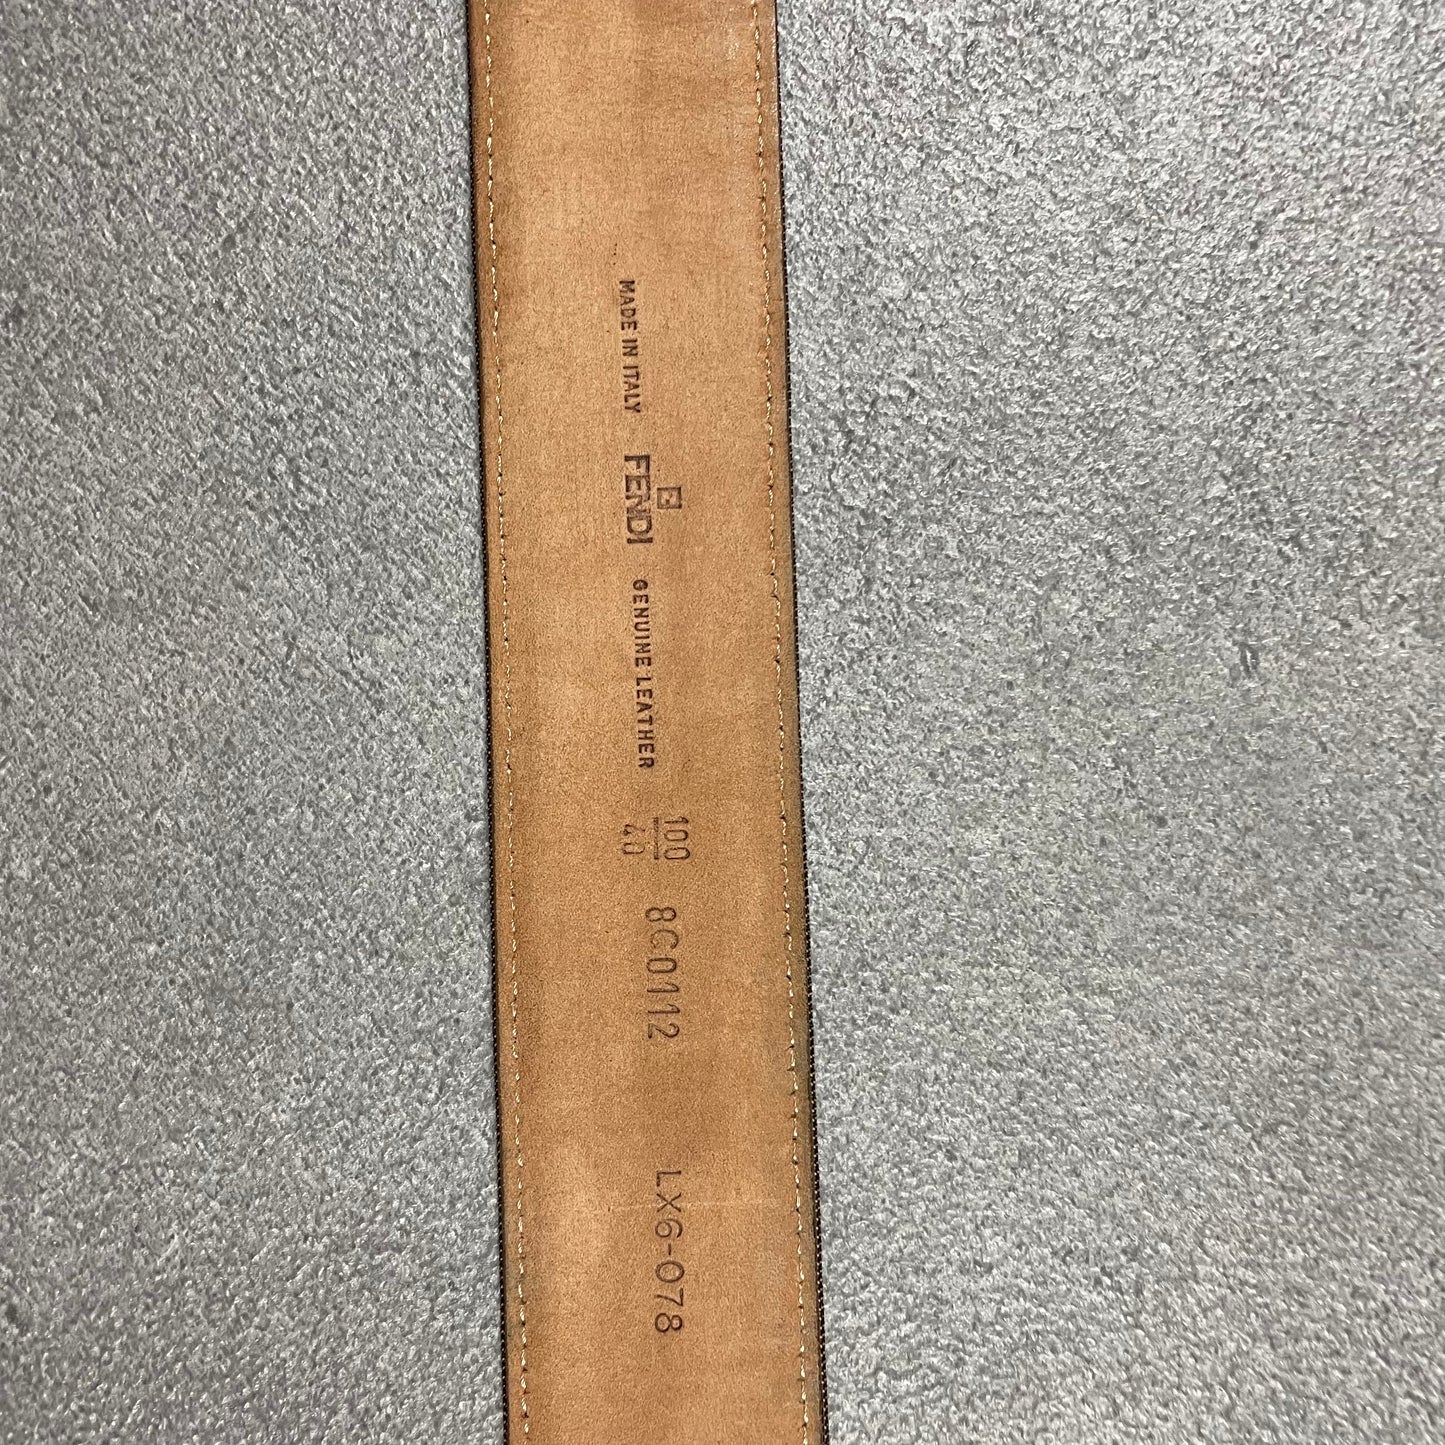 MADE IN ITALY
FENDI
GENUINE LEATHER
100
40
8C0112
LX6-078